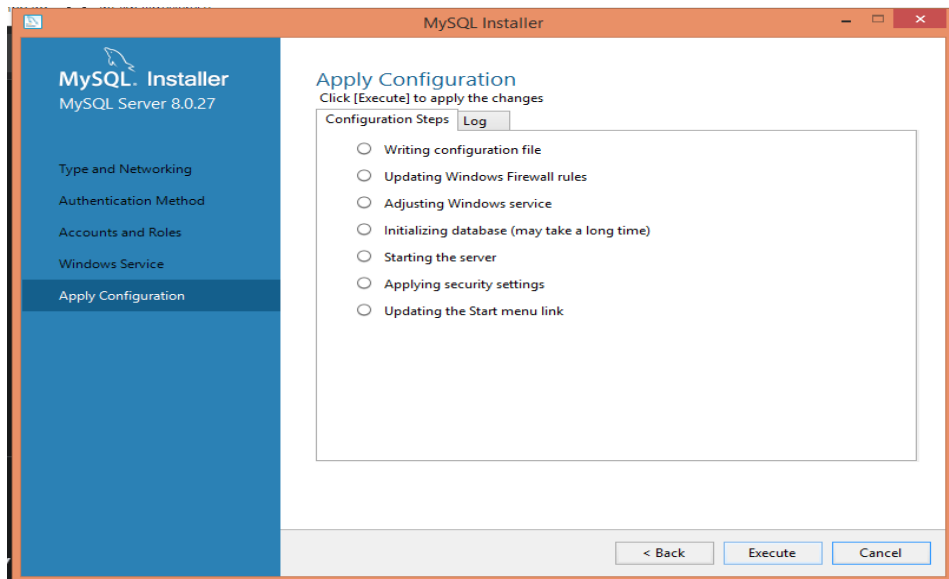 MySQL Installer
MySQL. Installer
MySQL Server 8.0.27
Type and Networking
Authentication Method
Accounts and Roles
Windows Service
Apply Configuration
Apply Configuration
Click [Execute] to apply the changes
Configuration Steps
Log
Writing configuration file
Updating Windows Firewall rules
Adjusting Windows service
Initializing database (may take a long time)
Starting the server
Applying security settings
Updating the Start menu link
< Back
Execute
Cancel